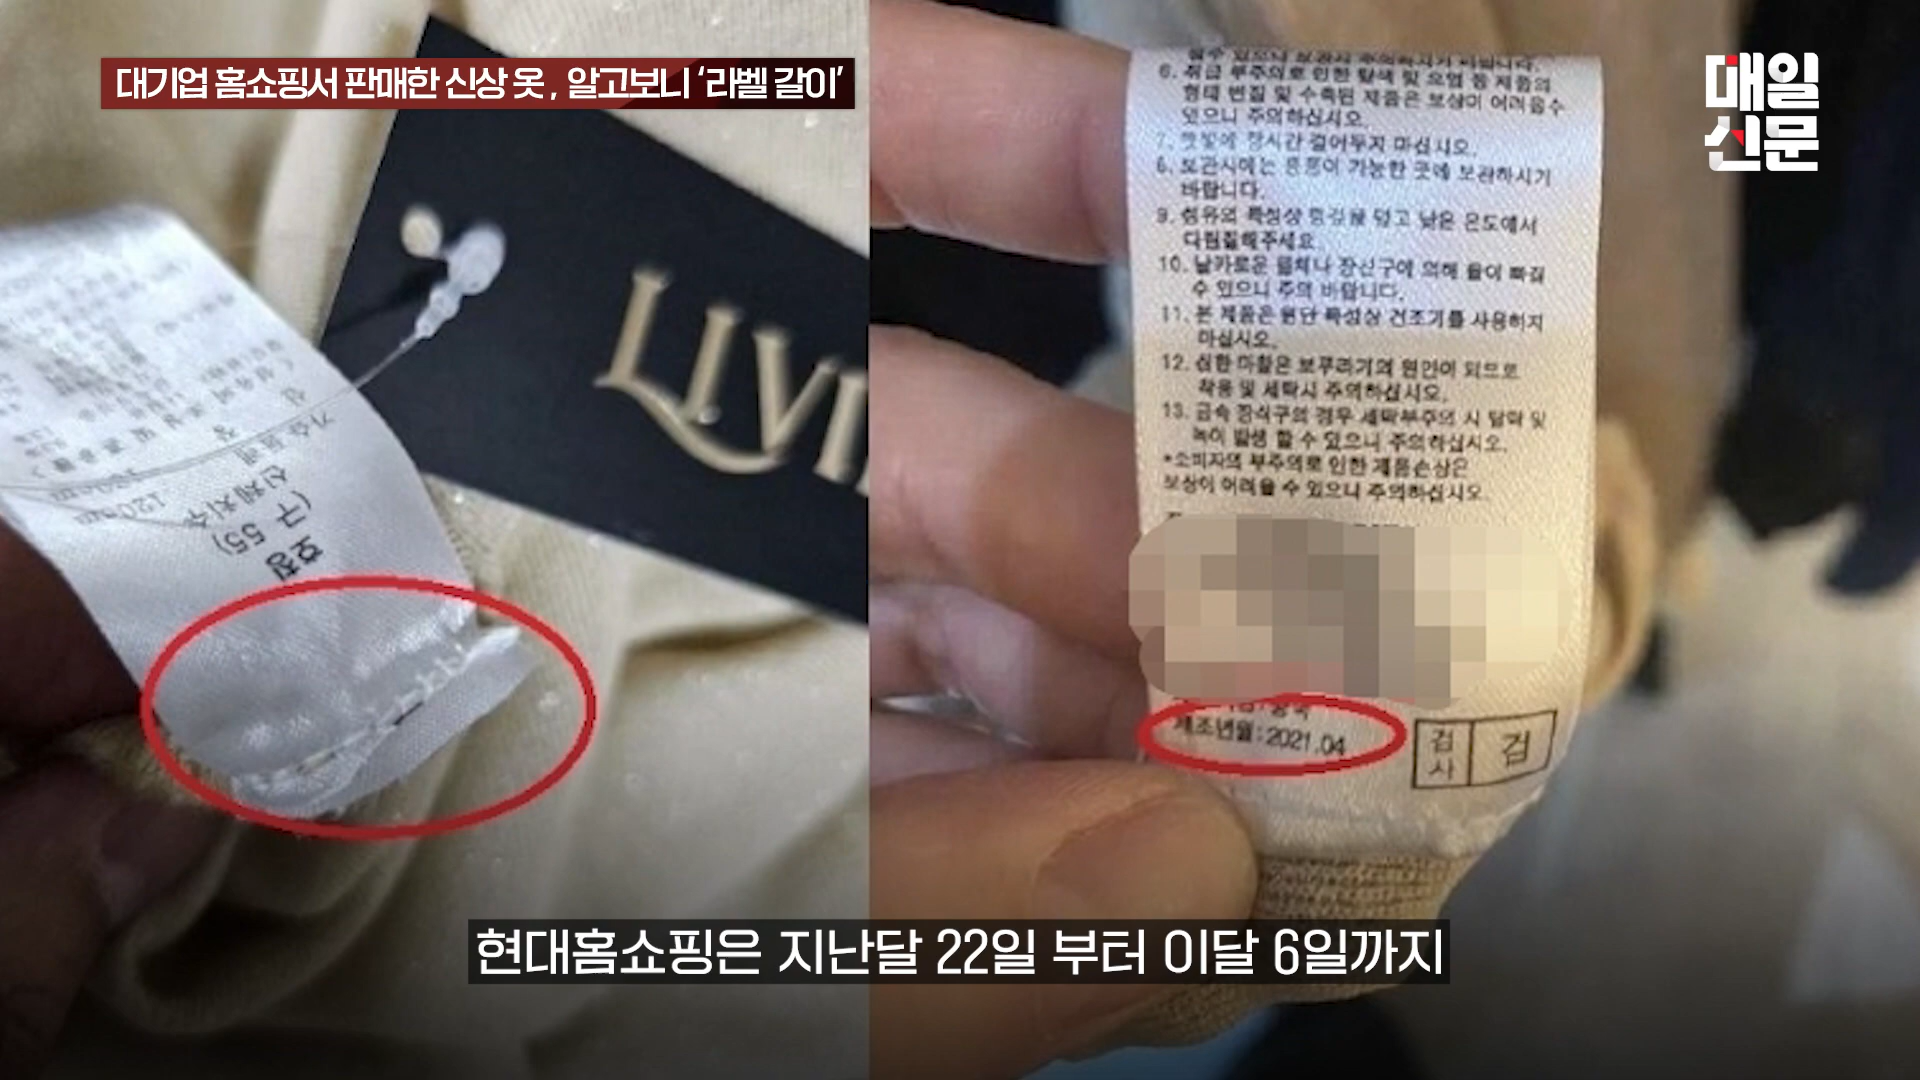 대기업 홈쇼핑서 판매한 신상 옷, 알고보니 '라벨 갈이'
매일
신문
LIVI
호칭
(구 55)
신체치수
가슴둘레
신장
6. 취급 부주의로 인한 탈색 및 오염 등 제품의
형태 변질 및 수축된 제품은 보상이 어려울수
있으니 주의하십시오.
7. 햇빛에 장시간 걸어두지 마십시오.
8. 보관시에는 통풍이 가능한 곳에 보관하시기
바랍니다.
9. 섬유의 특성상 헝겊을 덮고 낮은 온도에서
다림질해주세요.
10. 날카로운 물체나 장신구에 의해 올이 빠질
수 있으니 주의 바랍니다.
11. 본 제품은 원단 특성상 건조기를 사용하지
마십시오.
12. 심한 마찰은 보푸라기의 원인이 되므로
착용 및 세탁시 주의하십시오.
13. 금속 장식구의 경우 세탁부주의 시 탈락 및
녹이 발생 할 수 있으니 주의하십시오.
*소비자의 부주의로 인한 제품손상은
보상이 어려울 수 있으니 주의하십시오.
제조년월:2021.04
검사 검
현대홈쇼핑은 지난달 22일 부터 이달 6일까지